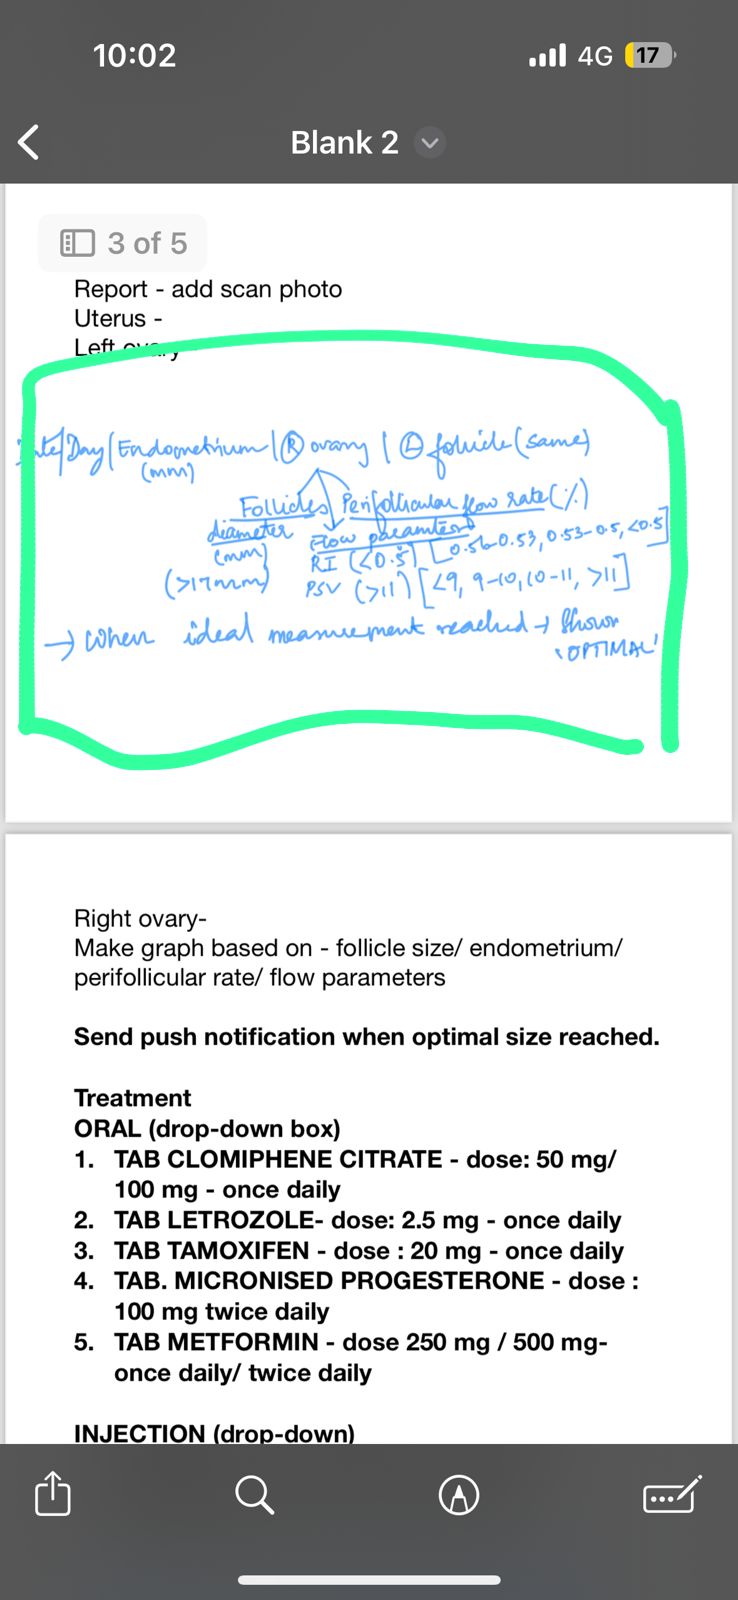 10:02
4G 17
Blank 2
3 of 5
Report - add scan photo
Uterus -
Left ovary
Date/Day | Endometrium | Ⓡ ovary | Ⓛ follicle (same)
(mm)
Follicles Perifollicular flow rate (%)
diameter Flow parameters
(mm) RI (<0.5) [0.56-0.53, 0.53-0.5, <0.5]
(>17mm) PSV (>11) [<9, 9-10, 10-11, >11]
→ When ideal measurement reached → Shown
'OPTIMAL'
Right ovary-
Make graph based on - follicle size/ endometrium/
perifollicular rate/ flow parameters
Send push notification when optimal size reached.
Treatment
ORAL (drop-down box)
1. TAB CLOMIPHENE CITRATE - dose: 50 mg/
100 mg - once daily
2. TAB LETROZOLE- dose: 2.5 mg - once daily
3. TAB TAMOXIFEN - dose : 20 mg - once daily
4. TAB. MICRONISED PROGESTERONE - dose :
100 mg twice daily
5. TAB METFORMIN - dose 250 mg / 500 mg-
once daily/ twice daily
INJECTION (drop-down)